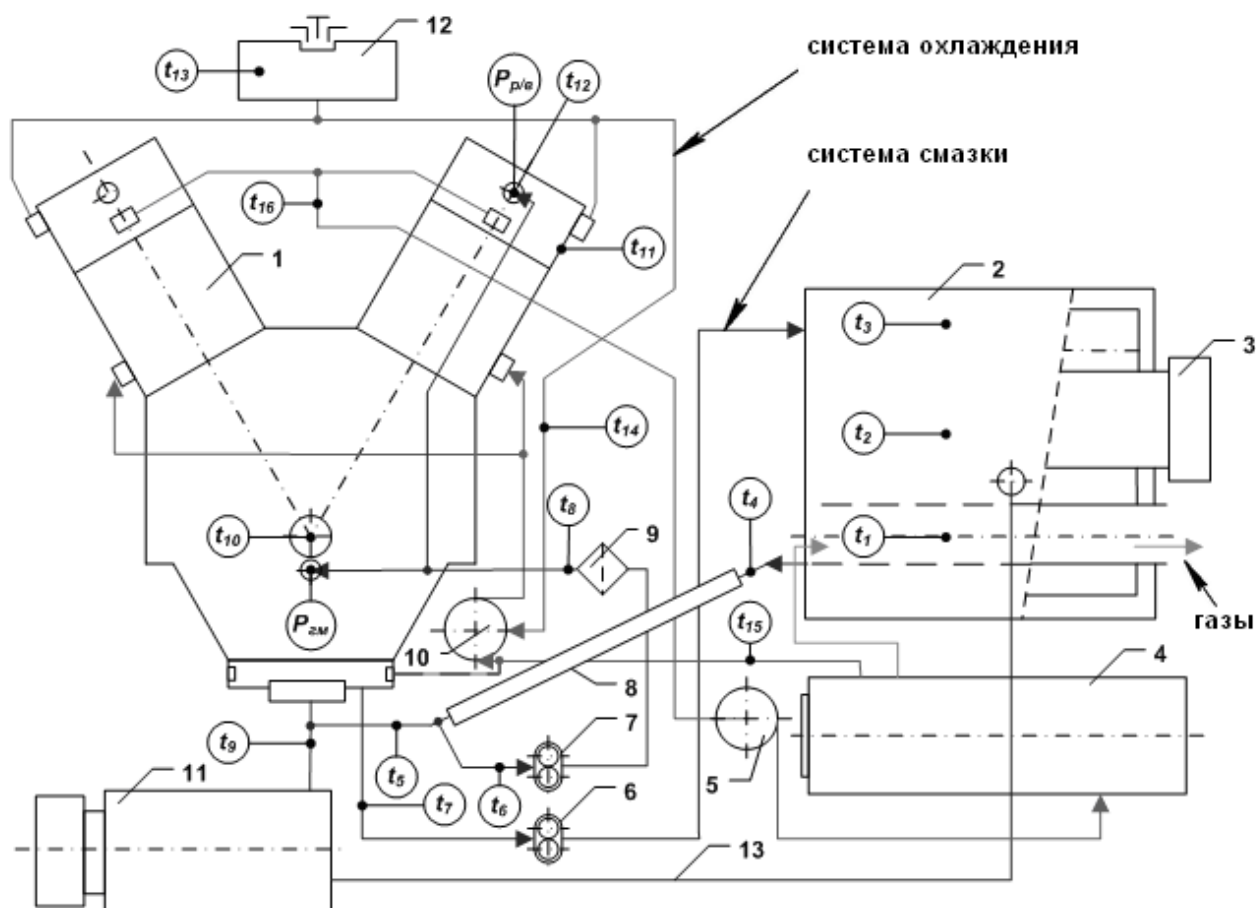 12
система охлаждения
t13
Pр/в
t12
система смазки
t16
t11
1
2
t3
3
t14
t2
t8
9
t4
t10
t1
Pгм
10
t15
газы
8
4
7
t9
t5
t6
5
11
t7
6
13